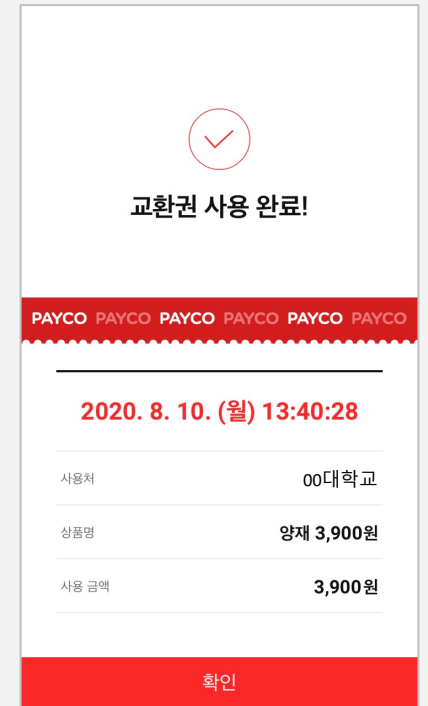 교환권 사용 완료!
PAYCO PAYCO PAYCO PAYCO PAYCO PAYCO
2020. 8. 10. (월) 13:40:28
사용처 00대학교
상품명 양재 3,900원
사용 금액 3,900원
확인